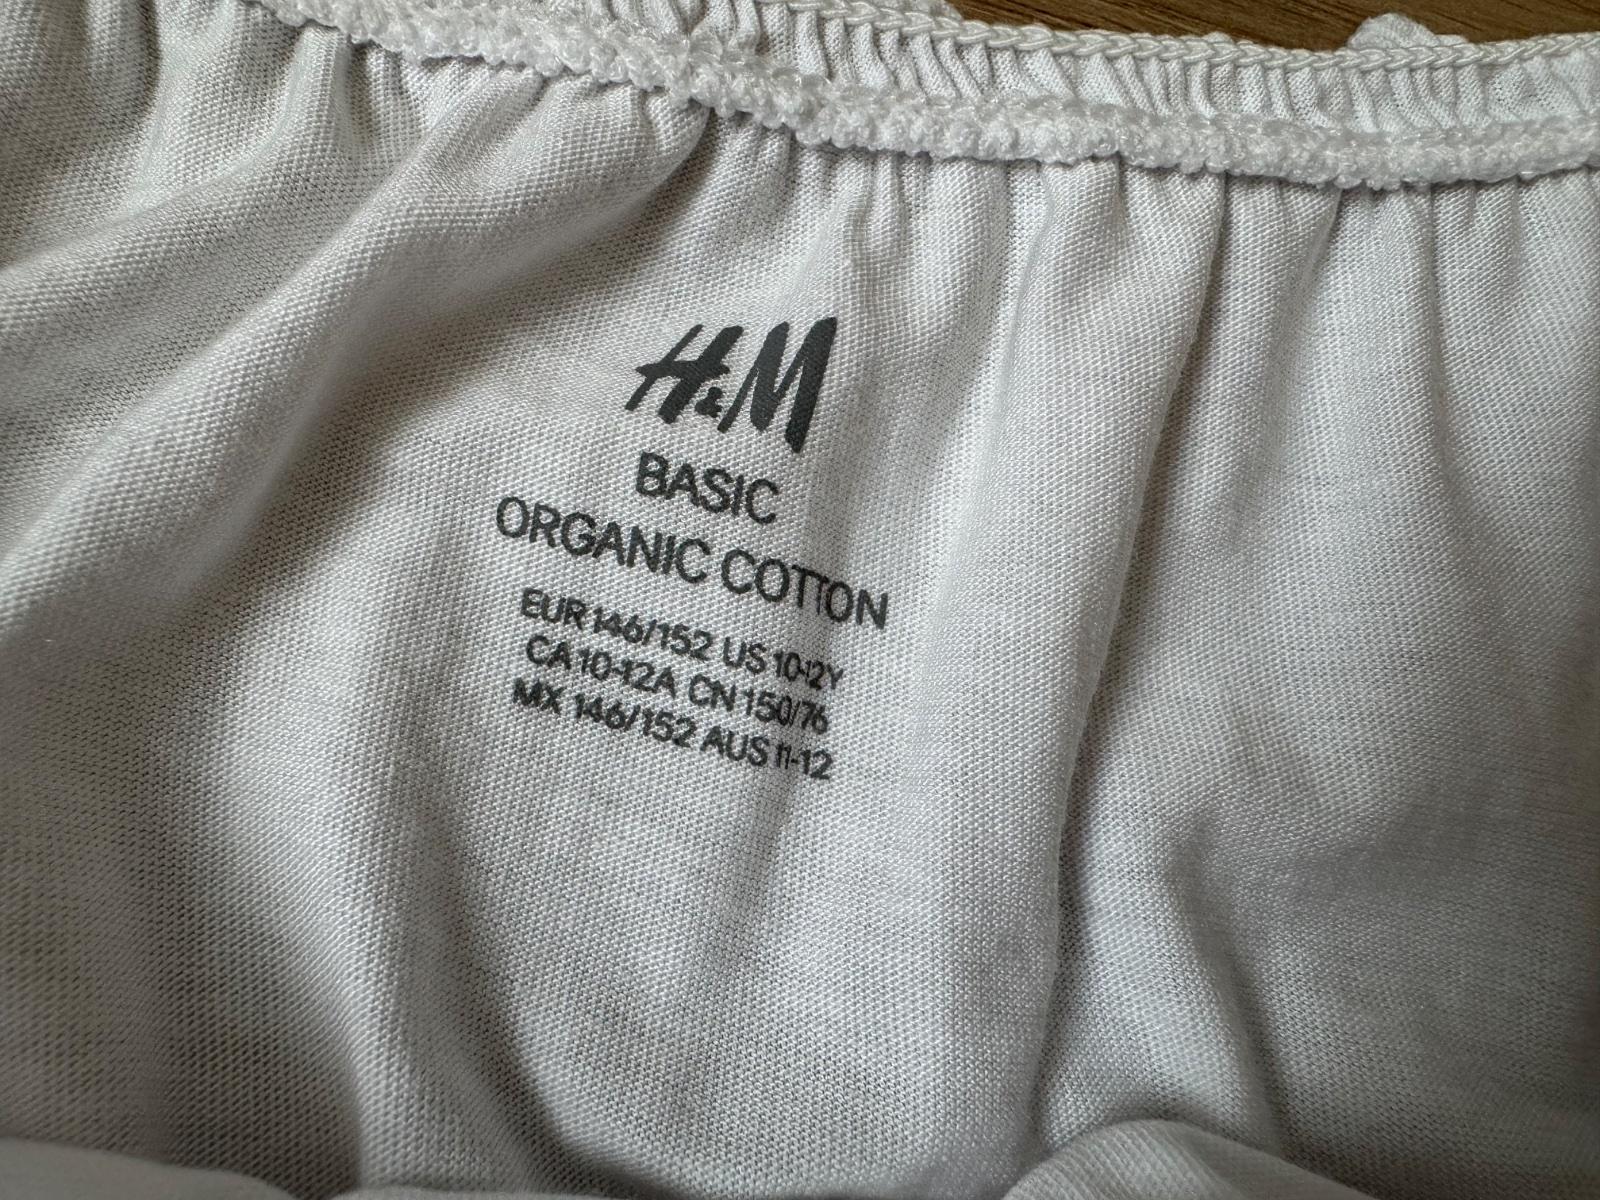 H&M
BASIC
ORGANIC COTTON
EUR 146/152 US 10-12Y
CA 10-12A CN 150/76
MX 146/152 AUS 11-12